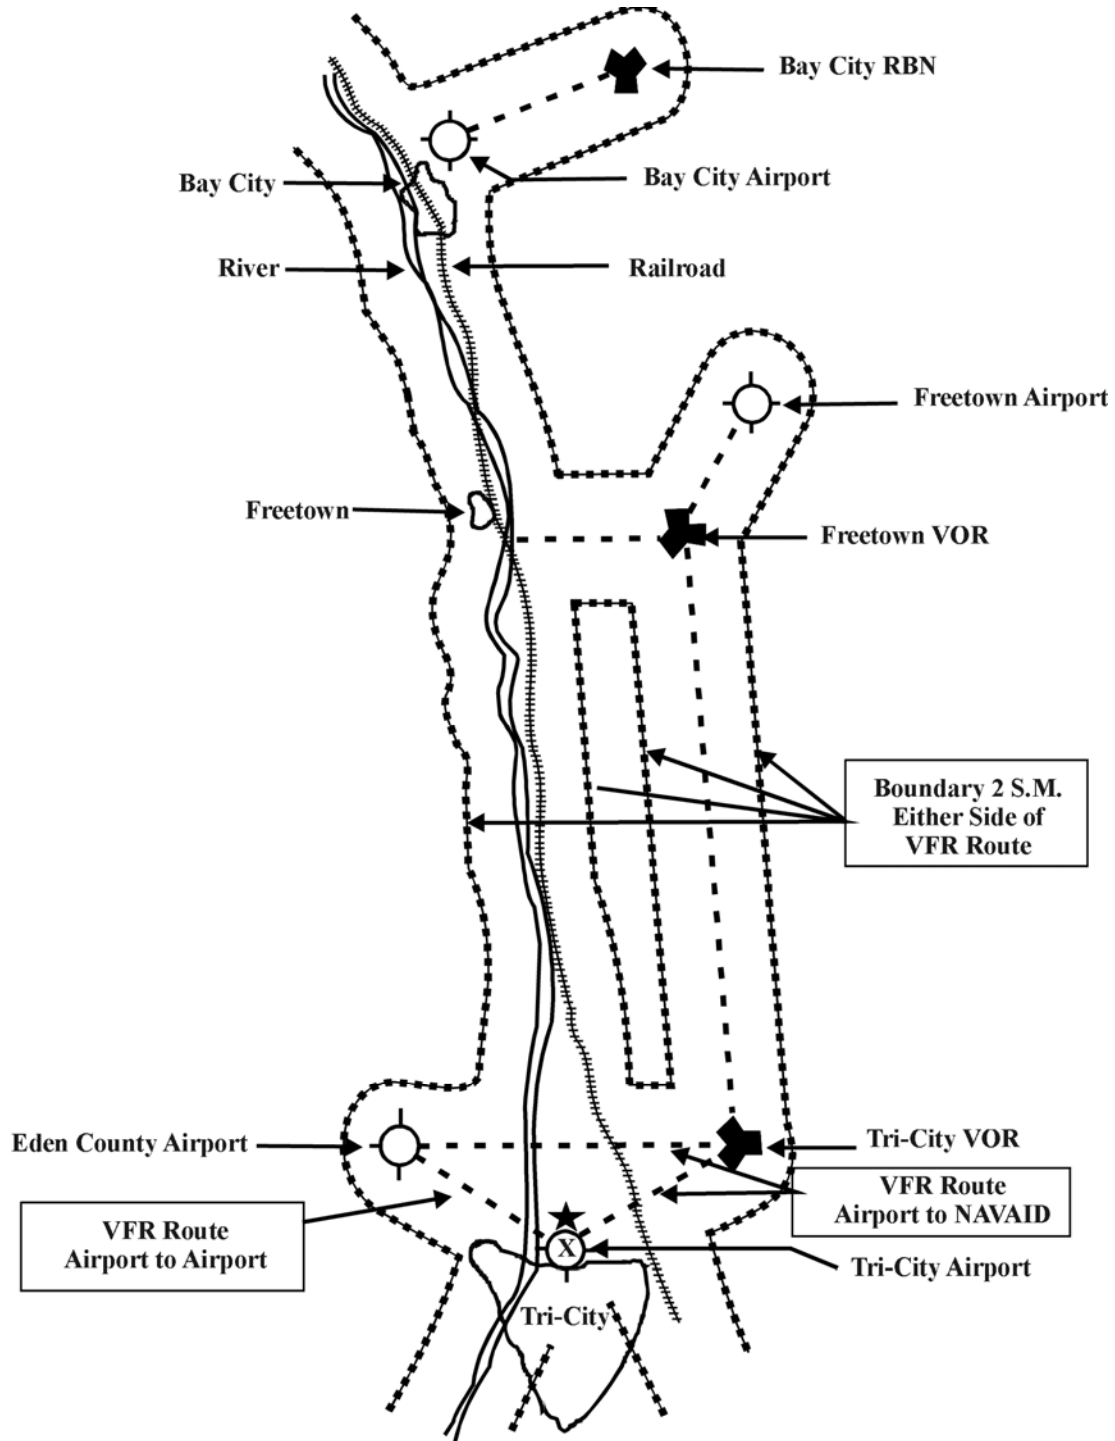 Bay City RBN
Bay City
Bay City Airport
River
Railroad
Freetown Airport
Freetown
Freetown VOR
Boundary 2 S.M.
Either Side of
VFR Route
Eden County Airport
Tri-City VOR
VFR Route
Airport to NAVAID
VFR Route
Airport to Airport
X
Tri-City Airport
Tri-City